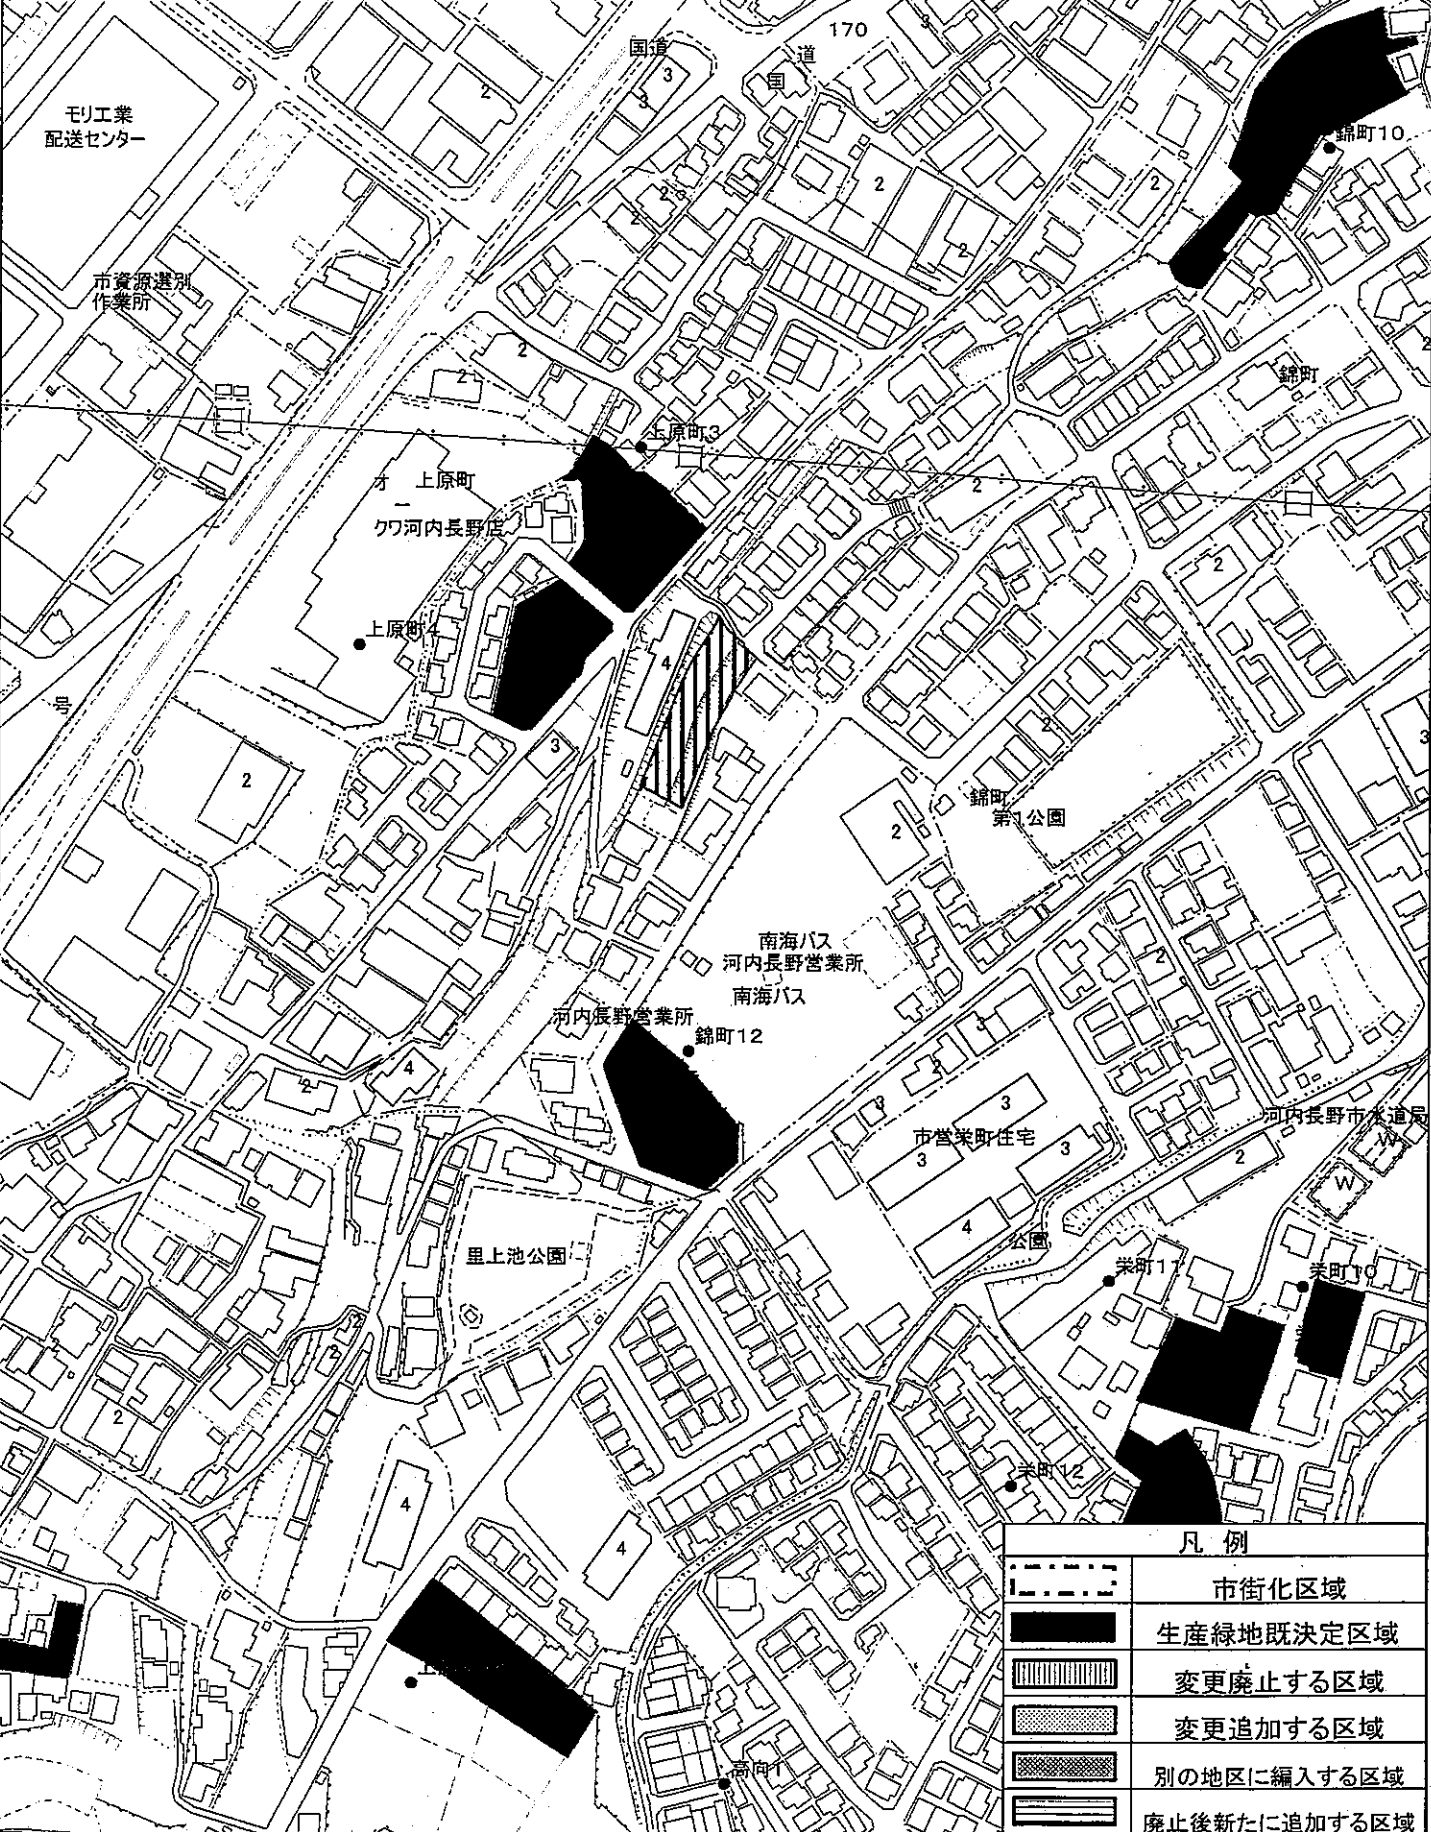 170
国道
国
道
3
3
3
2
モリ工業
配送センター
錦町10
2
2
2
2
2
2
市資源選別
作業所
2
2
錦町
2
上原町3
オ
上原町
ー
クワ河内長野店
2
2
上原町4
4
号
3
2
2
3
錦町
第1公園
2
南海バス
河内長野営業所
南海バス
2
河内長野営業所
錦町12
3
2
4
2
3
3
市営栄町住宅
3
3
河内長野市水道局
W
2
W
4
公園
里上池公園
栄町11
栄町10
2
2
2
栄町12
4
4
高向1
凡例
市街化区域
生産緑地既決定区域
変更廃止する区域
変更追加する区域
別の地区に編入する区域
廃止後新たに追加する区域